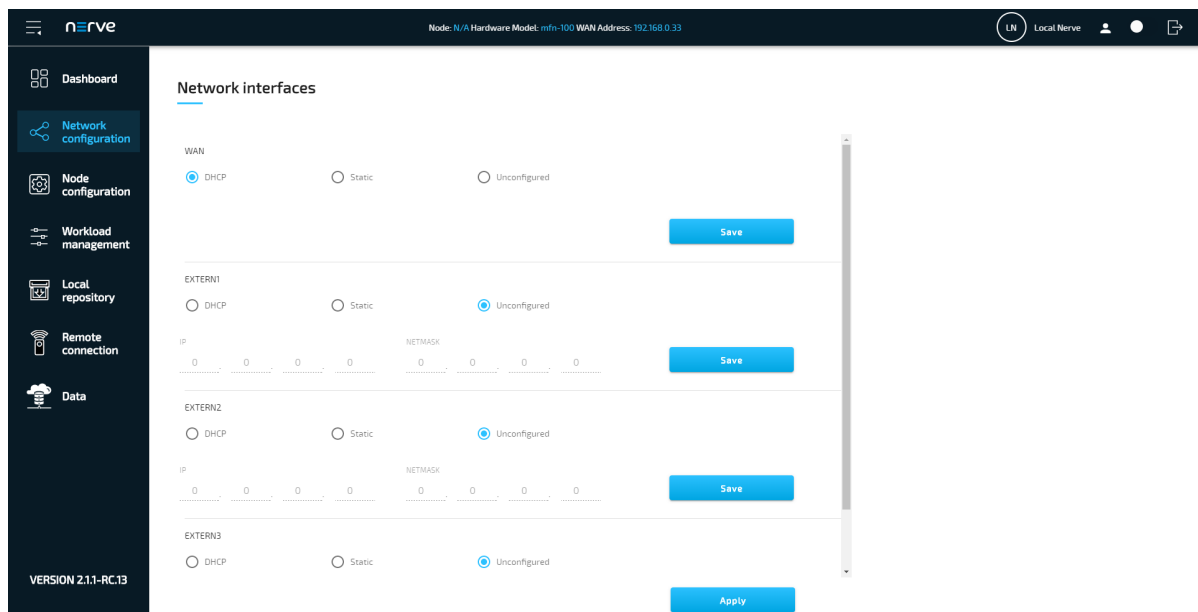 nerve
Node: N/A Hardware Model: mfn-100 WAN Address: 192.168.0.33
LN Local Nerve
Dashboard
Network
configuration
Node
configuration
Workload
management
Local
repository
Remote
connection
Data
VERSION 2.1.1-RC.13
Network interfaces
WAN
DHCP Static Unconfigured
Save
EXTERN1
DHCP Static Unconfigured
IP NETMASK
0 . 0 . 0 . 0 0 . 0 . 0 . 0
Save
EXTERN2
DHCP Static Unconfigured
IP NETMASK
0 . 0 . 0 . 0 0 . 0 . 0 . 0
Save
EXTERN3
DHCP Static Unconfigured
Apply